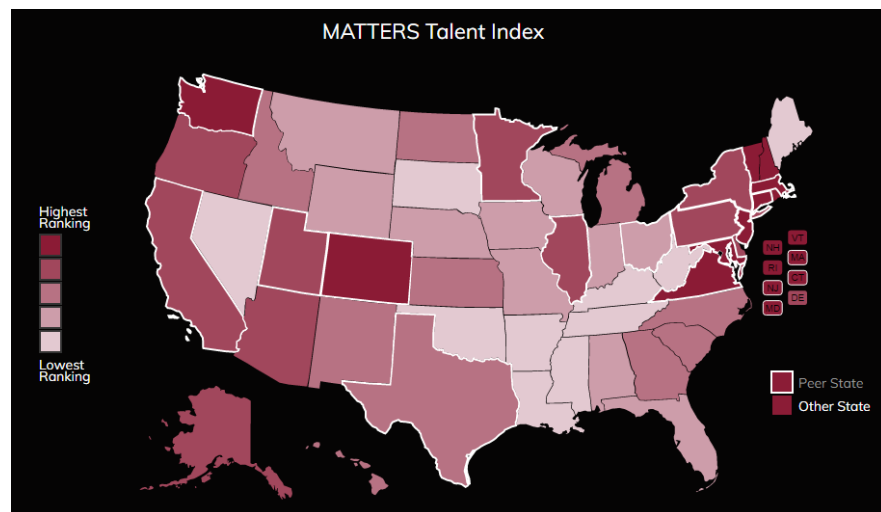 MATTERS Talent Index
Highest
Ranking
Lowest
Ranking
VT
NH
MA
RI
CT
NJ
DE
MD
Peer State
Other State